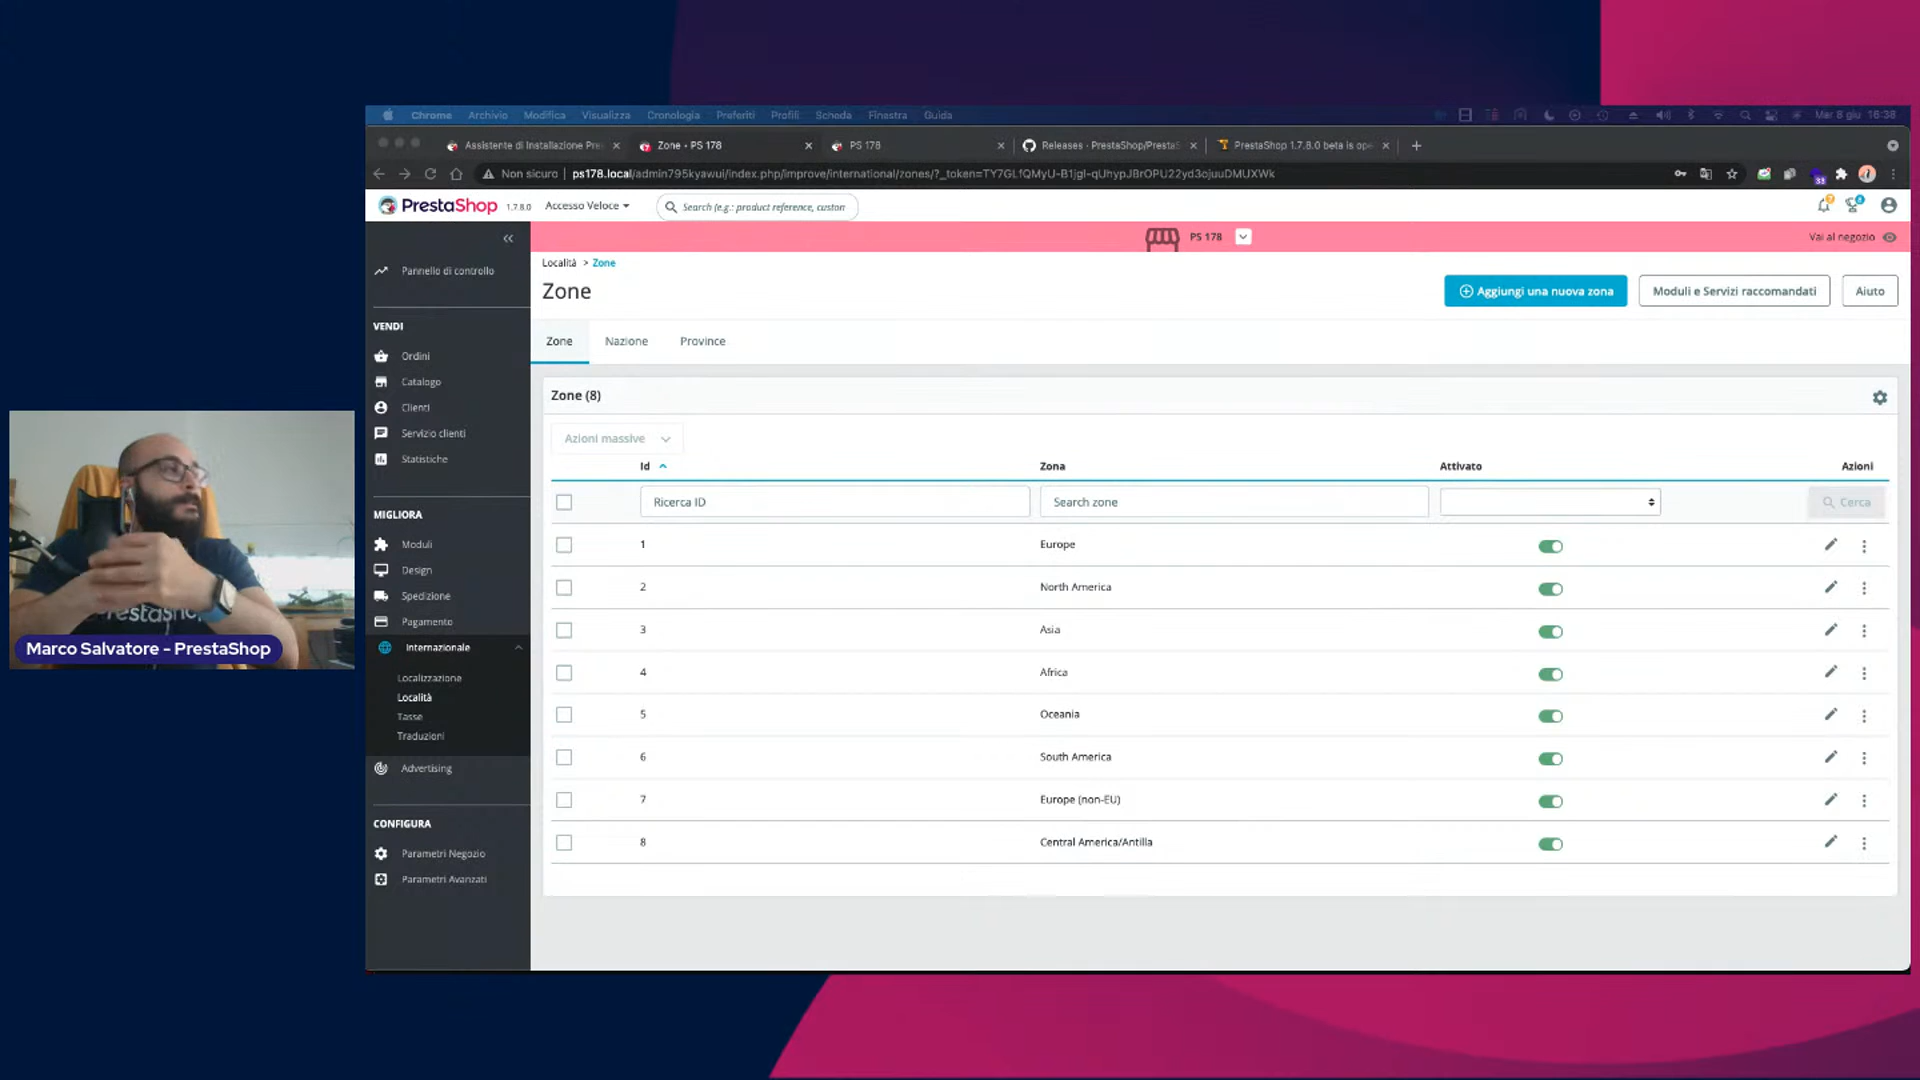 Chrome Archivio Modifica Visualizza Cronologia Preferiti Profili Scheda Finestra Guida Mar 8 giu 16:38
Assistente di Installazione Pre Zone • PS 178 PS 178 Releases · PrestaShop/PrestaS PrestaShop 1.7.8.0 beta is ope
Non sicuro ps178.local/admin795kyawui/index.php/improve/international/zones/?_token=
PrestaShop 1.7.8.0 Accesso Veloce Search (e.g.: product reference, custon
PS 178 Vai al negozio
Località > Zone
Zone
Aggiungi una nuova zona Moduli e Servizi raccomandati Aiuto
Zone Nazione Province
Pannello di controllo
VENDI
Ordini
Catalogo
Clienti
Servizio clienti
Statistiche
MIGLIORA
Moduli
Design
Spedizione
Pagamento
Internazionale
Localizzazione
Località
Tasse
Traduzioni
Advertising
CONFIGURA
Parametri Negozio
Parametri Avanzati
Zone (8)
Azioni massive
Id Zona Attivato Azioni
Ricerca ID Search zone Cerca
1 Europe
2 North America
3 Asia
4 Africa
5 Oceania
6 South America
7 Europe (non-EU)
8 Central America/Antilla
Marco Salvatore - PrestaShop